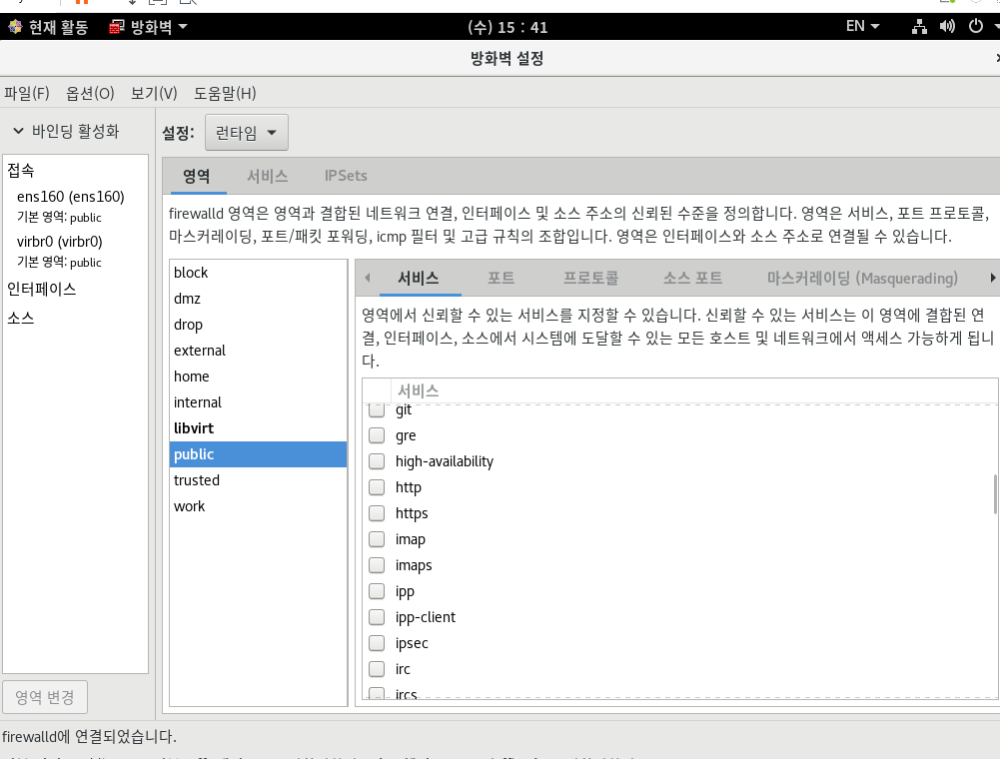 현재 활동 방화벽 (수) 15 : 41 EN
방화벽 설정
파일(F) 옵션(O) 보기(V) 도움말(H)
바인딩 활성화
접속
ens160 (ens160)
기본 영역: public
virbr0 (virbr0)
기본 영역: public
인터페이스
소스
영역 변경
설정: 런타임
영역 서비스 IPSets
firewalld 영역은 영역과 결합된 네트워크 연결, 인터페이스 및 소스 주소의 신뢰된 수준을 정의합니다. 영역은 서비스, 포트 프로토콜,
마스커레이딩, 포트/패킷 포워딩, icmp 필터 및 고급 규칙의 조합입니다. 영역은 인터페이스와 소스 주소로 연결될 수 있습니다.
block
dmz
drop
external
home
internal
libvirt
public
trusted
work
서비스 포트 프로토콜 소스 포트 마스커레이딩 (Masquerading)
영역에서 신뢰할 수 있는 서비스를 지정할 수 있습니다. 신뢰할 수 있는 서비스는 이 영역에 결합된 연
결, 인터페이스, 소스에서 시스템에 도달할 수 있는 모든 호스트 및 네트워크에서 액세스 가능하게 됩니
다.
서비스
git
gre
high-availability
http
https
imap
imaps
ipp
ipp-client
ipsec
irc
ircs
firewalld에 연결되었습니다.